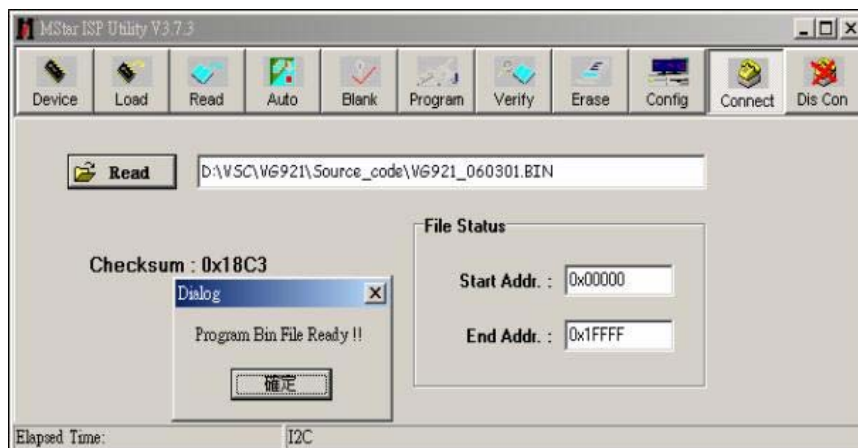 MStar ISP Utility V3.7.3
Device Load Read Auto Blank Program Verify Erase Config Connect Dis Con
Read D:\VSC\VG921\Source_code\VG921_060301.BIN
File Status
Checksum : 0x18C3
Start Addr. : 0x00000
Dialog
Program Bin File Ready !!
End Addr. : 0x1FFFF
確定
Elapsed Time: I2C